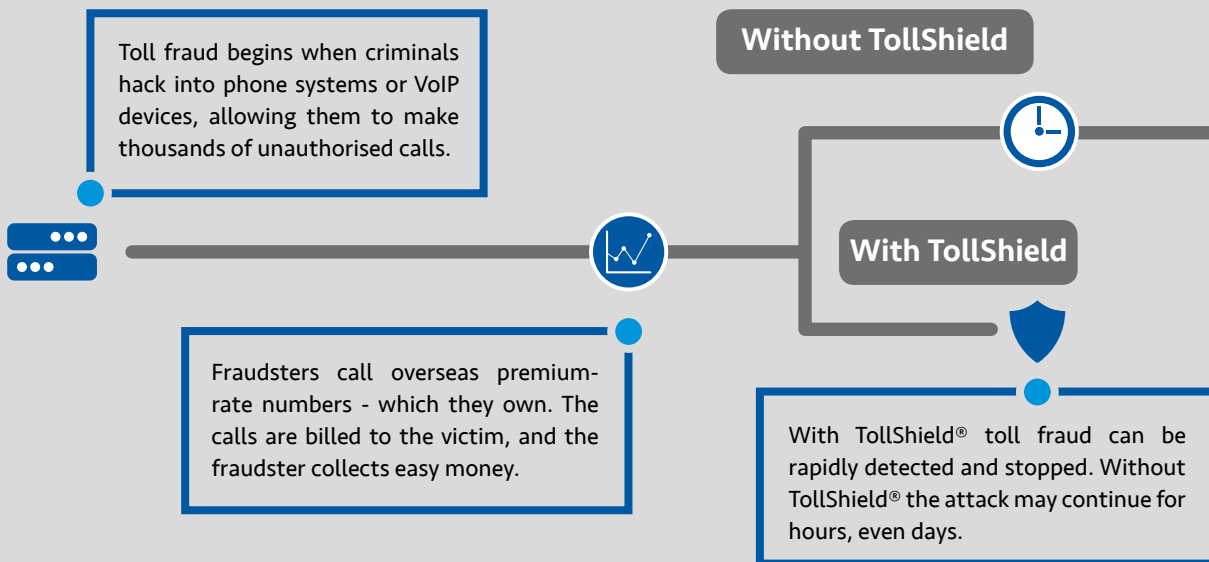 Toll fraud begins when criminals
hack into phone systems or VoIP
devices, allowing them to make
thousands of unauthorised calls.
Without TollShield
With TollShield
Fraudsters call overseas premium-
rate numbers - which they own. The
calls are billed to the victim, and the
fraudster collects easy money.
With TollShield® toll fraud can be
rapidly detected and stopped. Without
TollShield® the attack may continue for
hours, even days.